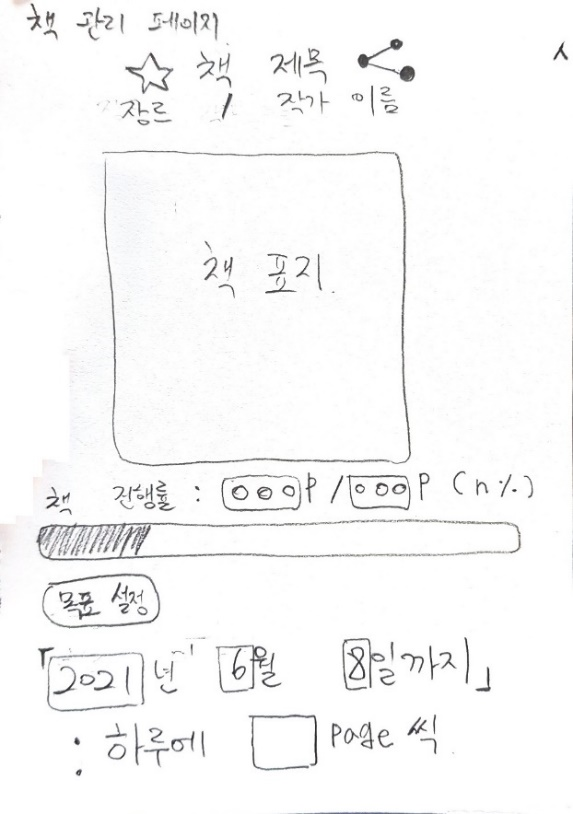 책 관리 페이지
책 제목
장르 / 작가 이름
책 표지
책 진행률 : 000P / 000P (n%)
목표 설정
「2021년 6월 8일까지」
: 하루에 page 씩